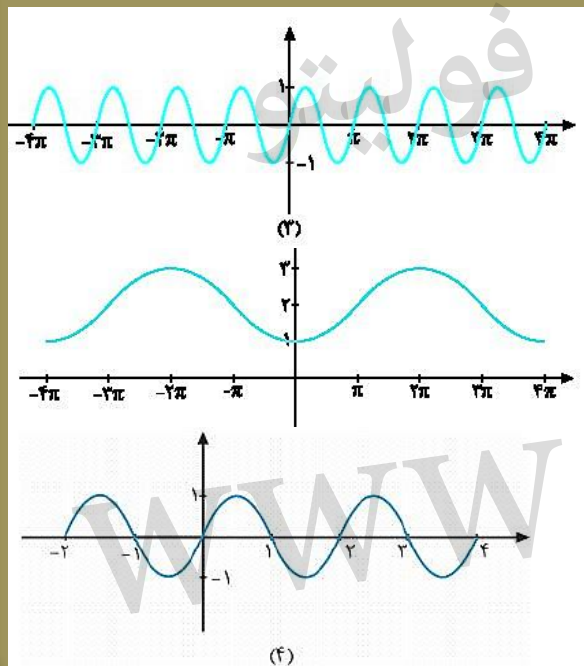 فولیتو
۱
-۴π -۳π -۲π -π π ۲π ۳π ۴π
-۱
(۳)
۳
۲
۱
-۴π -۳π -۲π -π π ۲π ۳π ۴π
www
۱
-۲ -۱ ۱ ۲ ۳ ۴
-۱
(۴)